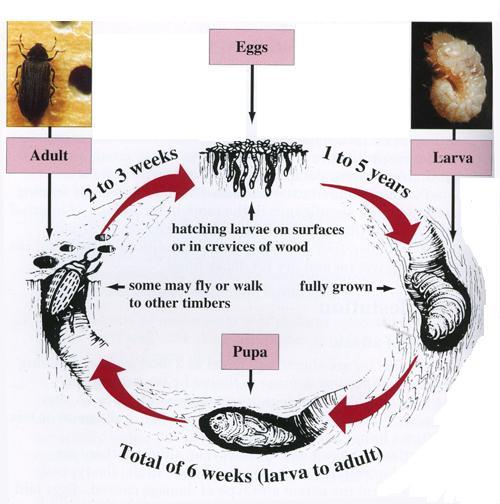 Eggs
Adult
Larva
2 to 3 weeks
1 to 5 years
hatching larvae on surfaces
or in crevices of wood
some may fly or walk
to other timbers
fully grown
Pupa
Total of 6 weeks (larva to adult)